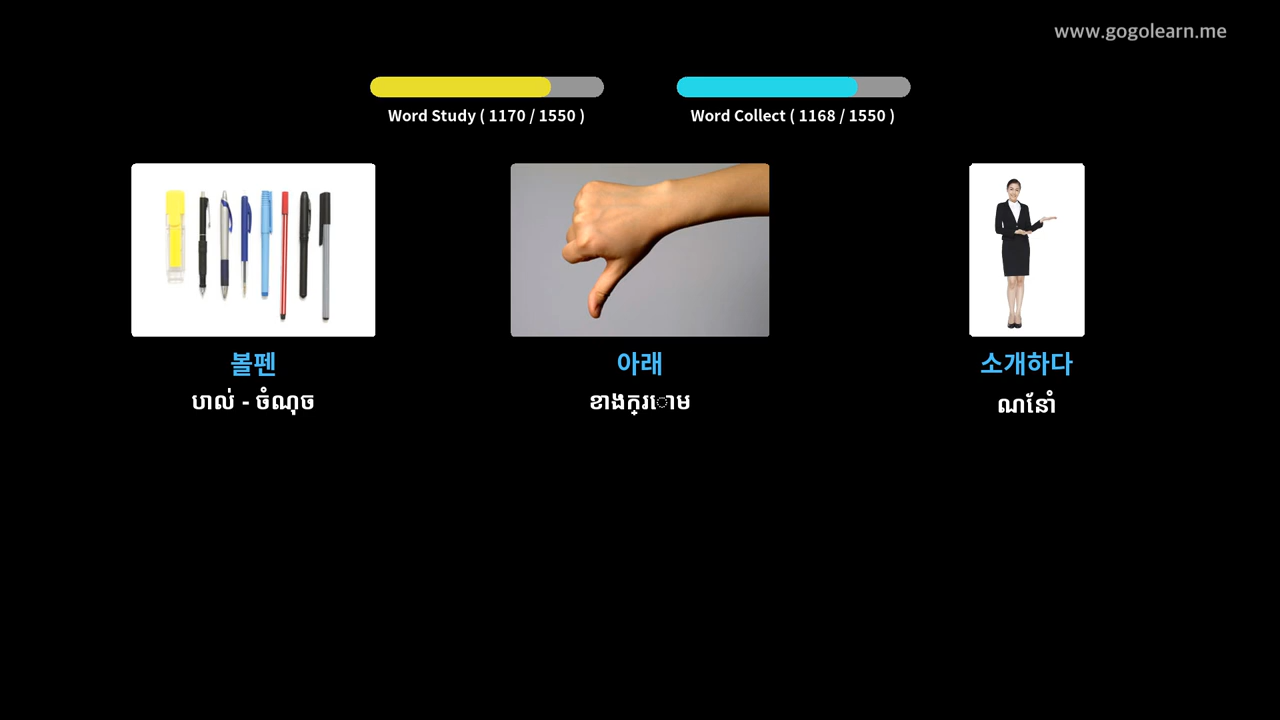 www.gogolearn.me
Word Study ( 1170 / 1550 )
Word Collect ( 1168 / 1550 )
볼펜
아래
소개하다
បាល់ - ចំណុច
ខាងក្រោម
ណែនាំ